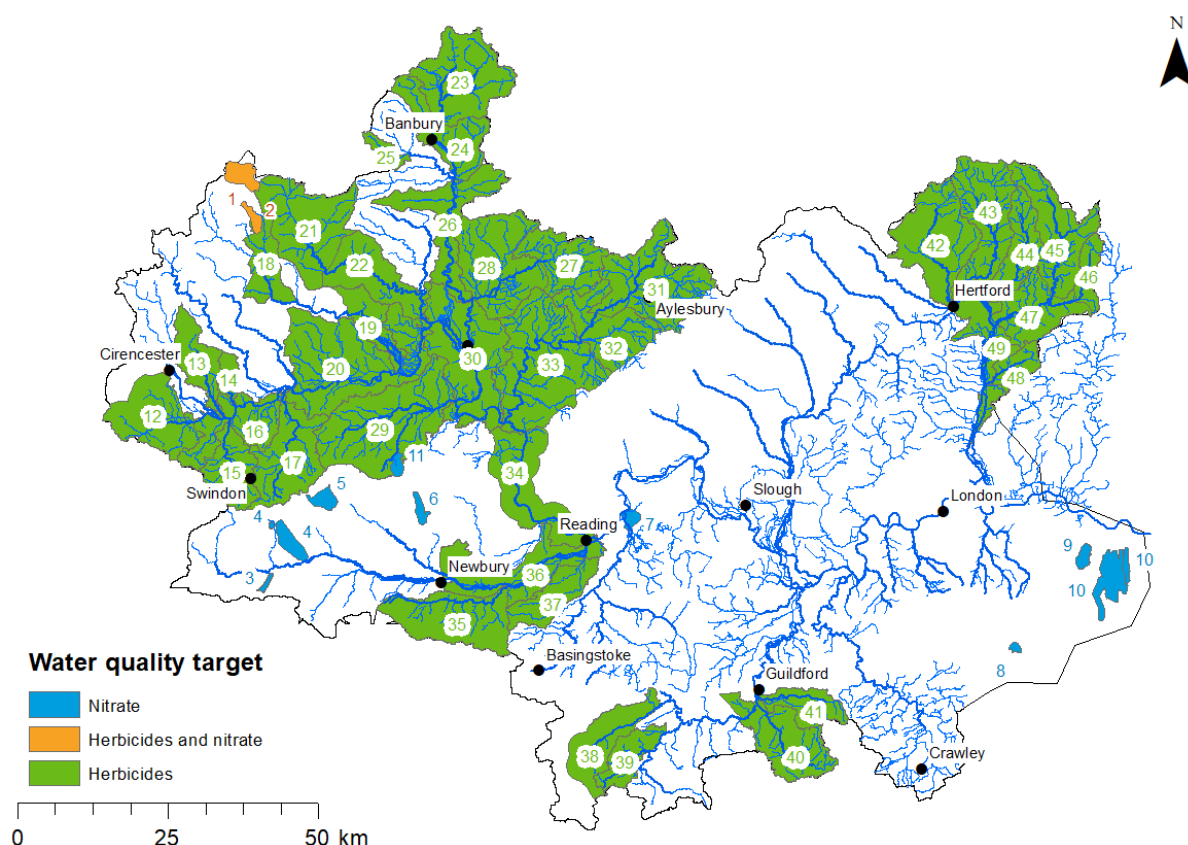 N
23
Banbury
24
25
1
2
21
26
43
42
18
22
28
27
44
45
46
31
Hertford
19
Aylesbury
47
Cirencester
13
14
20
30
33
32
49
48
12
16
29
15
17
11
34
Swindon
5
6
Slough
London
4
4
Reading
7
9
10
3
Newbury
36
10
37
35
8
Basingstoke
Guildford
41
38
39
40
Crawley
Water quality target
Nitrate
Herbicides and nitrate
Herbicides
0 25 50 km